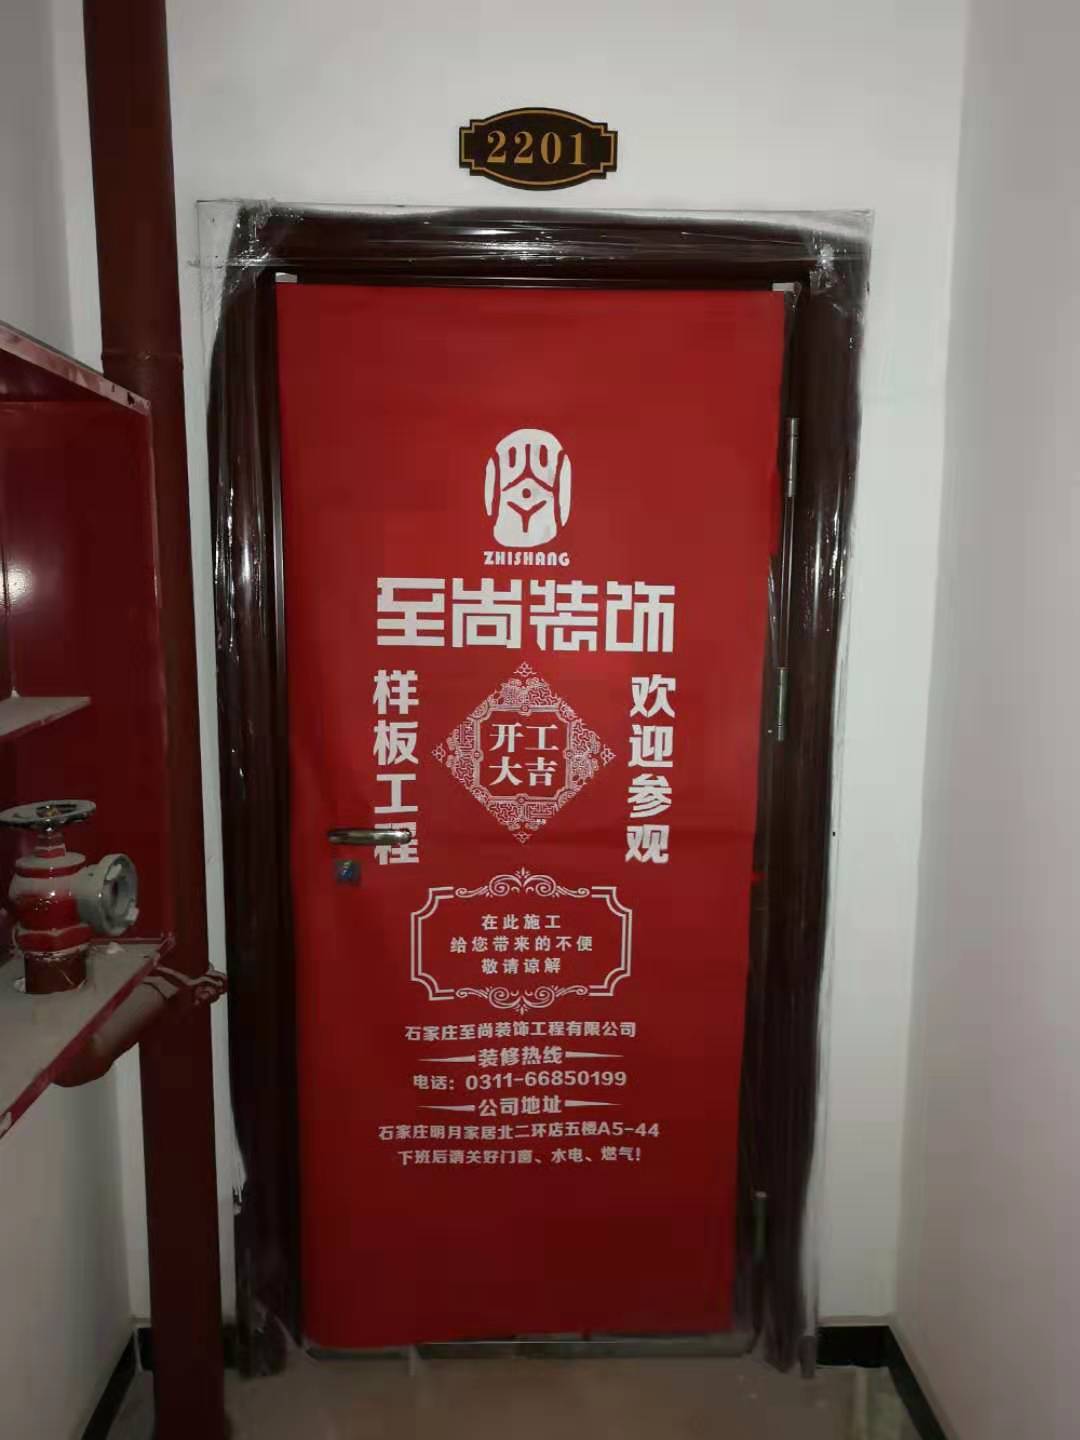 2201
ZHISHANG
至尚装饰
样板工程
开工
大吉
欢迎参观
在此施工
给您带来的不便
敬请谅解
石家庄至尚装饰工程有限公司
装修热线
电话：0311-66850199
公司地址
石家庄明月家居北二环店五楼A5-44
下班后请关好门窗、水电、燃气！